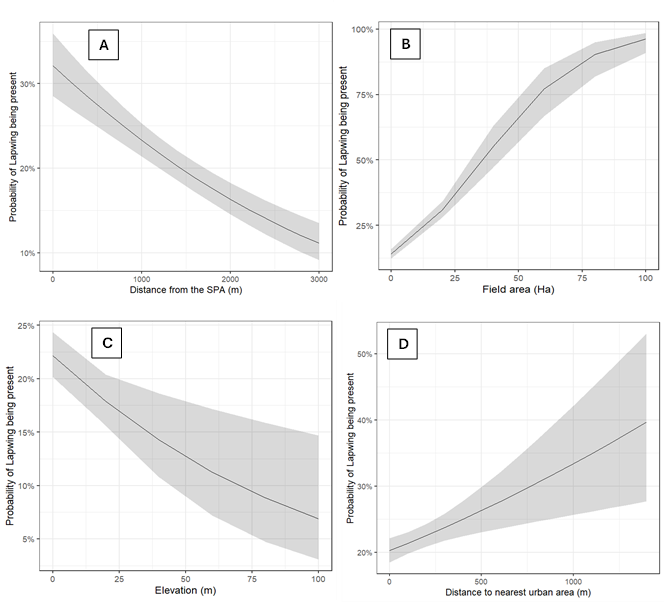 A
Probability of Lapwing being present
30%
20%
10%
0
1000
2000
3000
Distance from the SPA (m)
B
Probability of Lapwing being present
100%
75%
50%
25%
0
25
50
75
100
Field area (Ha)
C
Probability of Lapwing being present
25%
20%
15%
10%
5%
0
25
50
75
100
Elevation (m)
D
Probability of Lapwing being present
50%
40%
30%
20%
0
500
1000
Distance to nearest urban area (m)